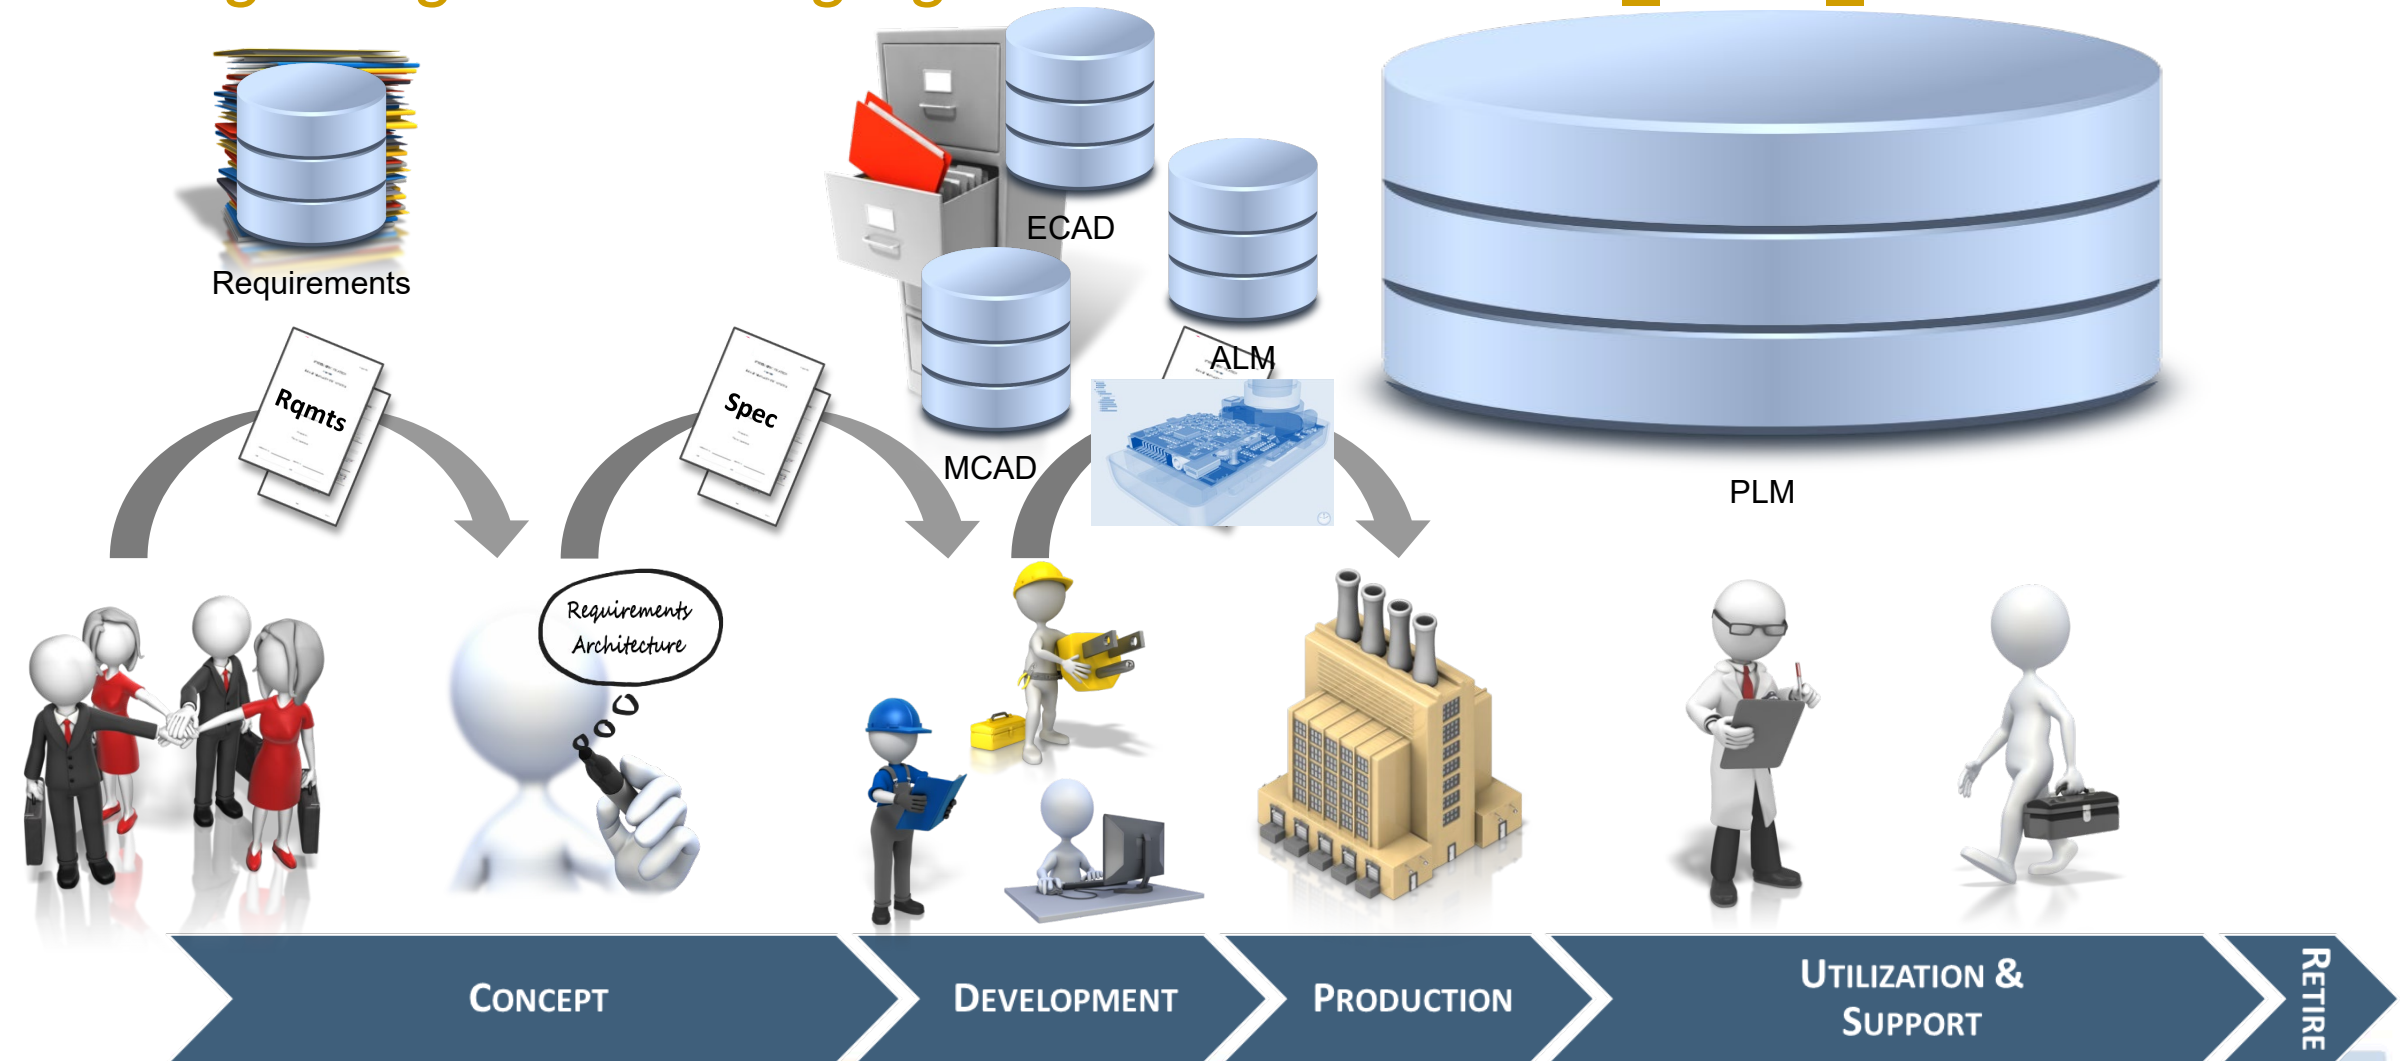 Requirements
ECAD
ALM
MCAD
PLM
Rqmts
Spec
Requirements
Architecture
CONCEPT
DEVELOPMENT
PRODUCTION
UTILIZATION &
SUPPORT
RETIRE